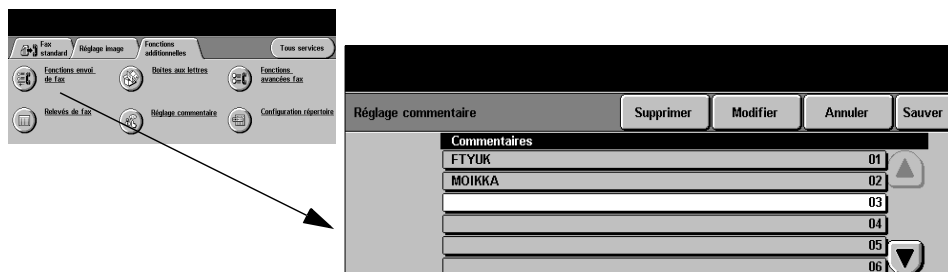 Fax
standard
Réglage image
Fonctions
additionnelles
Tous services
Fonctions envoi
de fax
Boîtes aux lettres
Fonctions
avancées fax
Relevés de fax
Réglage commentaire
Configuration répertoire
Réglage commentaire
Supprimer
Modifier
Annuler
Sauver
Commentaires
FTYUK 01
MOIKKA 02
03
04
05
06